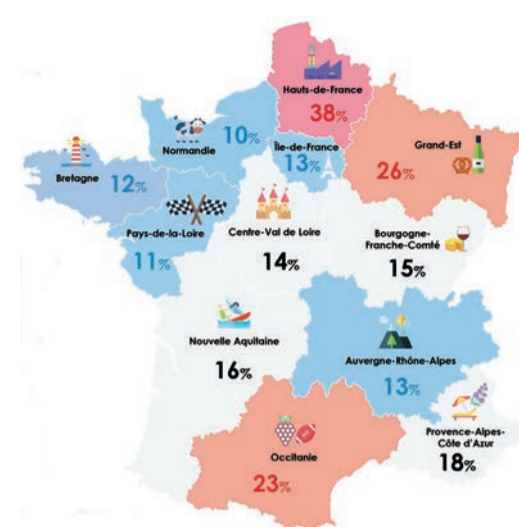 Hauts-de-France
38%
Normandie
10%
Île-de-France
13%
Grand-Est
26%
Bretagne
12%
Pays-de-la-Loire
11%
Centre-Val de Loire
14%
Bourgogne-
Franche-Comté
15%
Nouvelle Aquitaine
16%
Auvergne-Rhône-Alpes
13%
Provence-Alpes-
Côte d'Azur
18%
Occitanie
23%